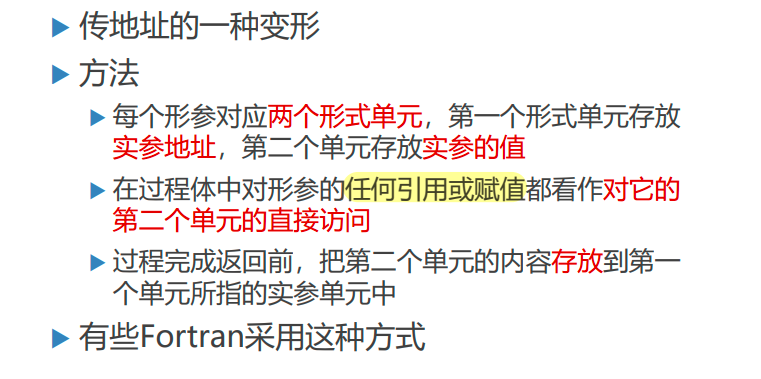 传地址的一种变形
方法
每个形参对应两个形式单元，第一个形式单元存放
实参地址，第二个单元存放实参的值
在过程体中对形参的任何引用或赋值都看作对它的
第二个单元的直接访问
过程完成返回前，把第二个单元的内容存放到第一
个单元所指的实参单元中
有些Fortran采用这种方式